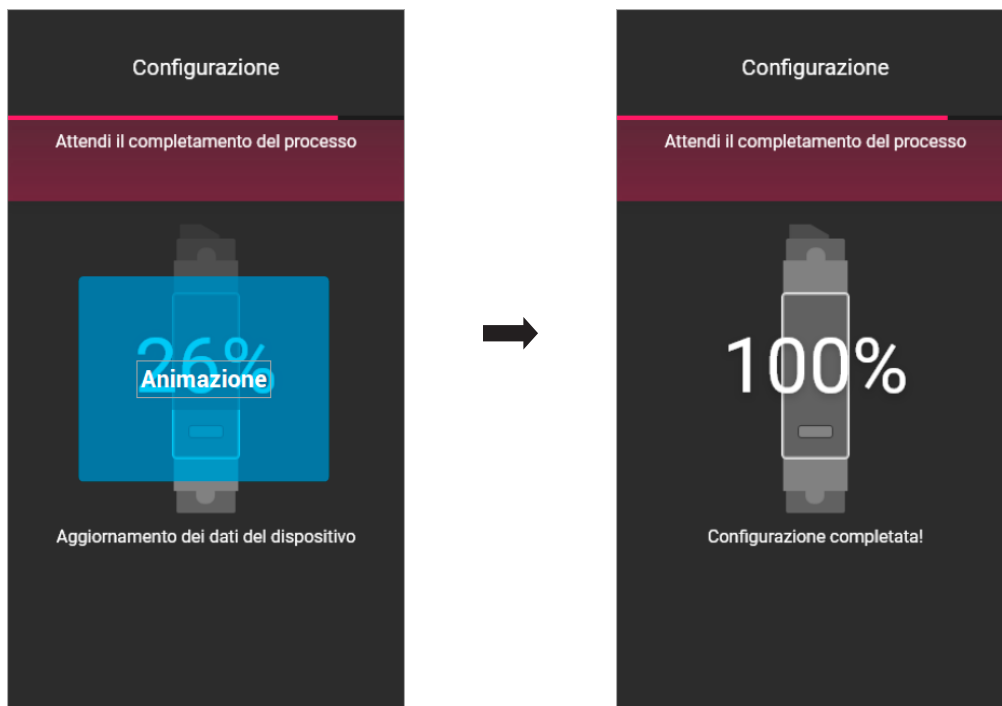 Configurazione
Attendi il completamento del processo
26%
Animazione
Aggiornamento dei dati del dispositivo
Configurazione
Attendi il completamento del processo
100%
Configurazione completata!